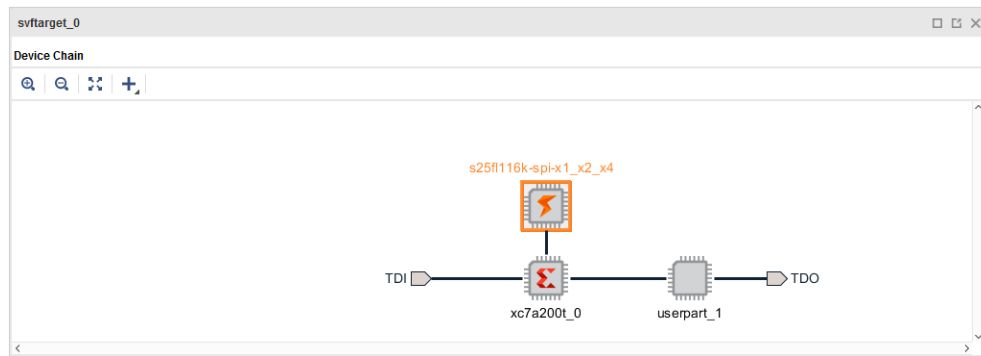 svftarget_0
Device Chain
s25fl116k-spi-x1_x2_x4
TDI
TDO
xc7a200t_0
userpart_1